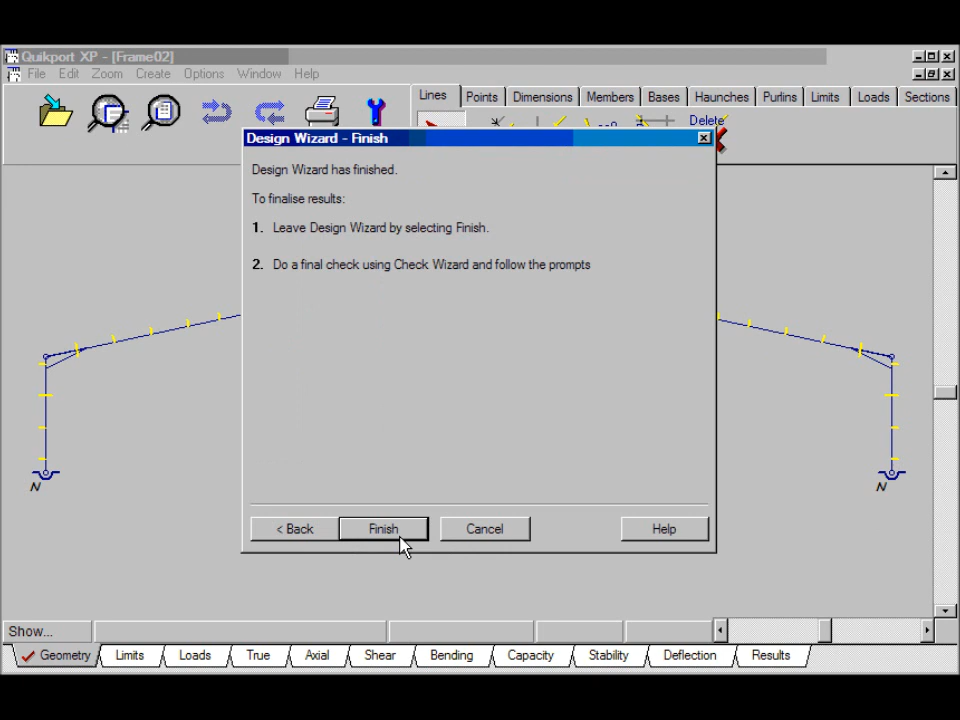 Quikport XP - [Frame02]
File Edit Zoom Create Options Window Help
Lines Points Dimensions Members Bases Haunches Purlins Limits Loads Sections
Delete
Design Wizard - Finish
Design Wizard has finished.
To finalise results:
1. Leave Design Wizard by selecting Finish.
2. Do a final check using Check Wizard and follow the prompts
N
N
< Back Finish Cancel Help
Show...
Geometry Limits Loads True Axial Shear Bending Capacity Stability Deflection Results